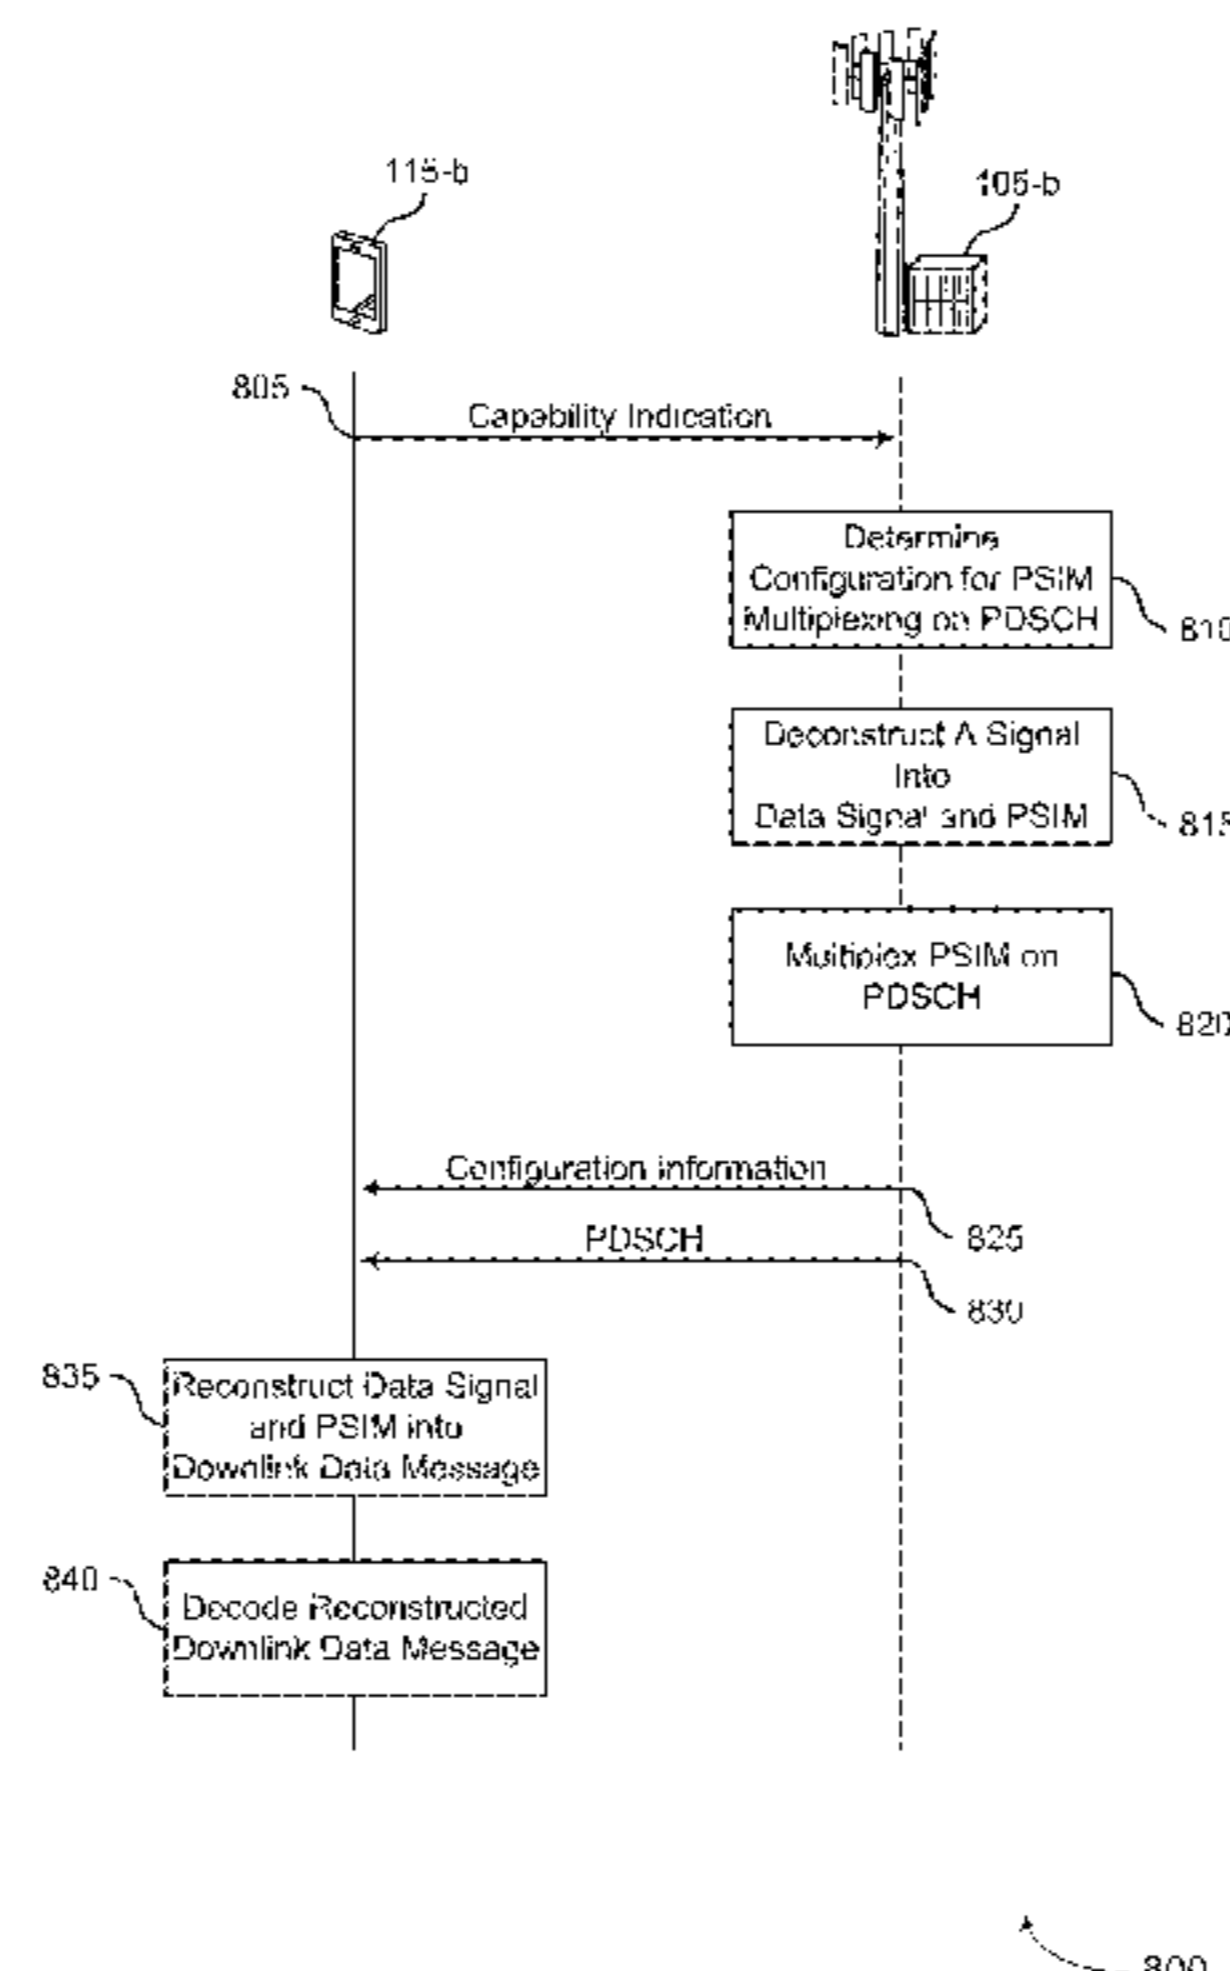 115-b
105-b
805
Capability Indication
Determine
Configuration for PSIM
Multiplexing on PDSCH
810
Deconstruct A Signal
Into
Data Signal and PSIM
815
Multiplex PSIM on
PDSCH
820
Configuration information
825
PDSCH
830
835
Reconstruct Data Signal
and PSIM into
Downlink Data Message
840
Decode Reconstructed
Downlink Data Message
800